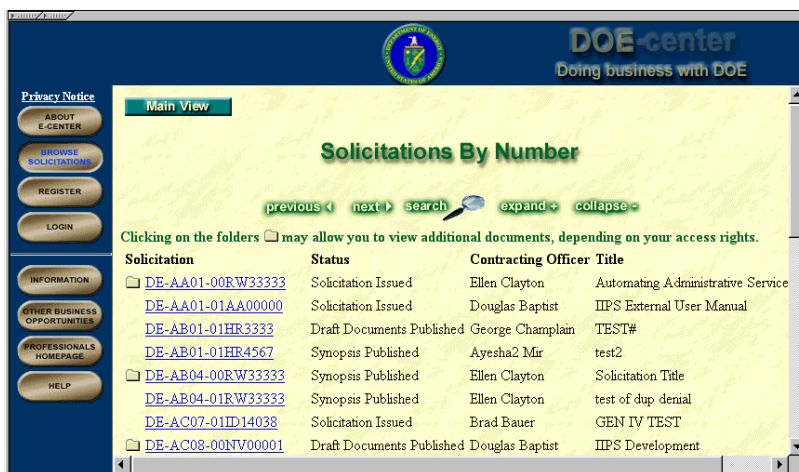 DOE-center
Doing business with DOE
Privacy Notice
ABOUT
E-CENTER
BROWSE
SOLICITATIONS
REGISTER
LOGIN
INFORMATION
OTHER BUSINESS
OPPORTUNITIES
PROFESSIONALS
HOMEPAGE
HELP
Main View
Solicitations By Number
previous next search expand + collapse -
Clicking on the folders may allow you to view additional documents, depending on your access rights.
Solicitation Status Contracting Officer Title
DE-AA01-00RW33333 Solicitation Issued Ellen Clayton Automating Administrative Service
DE-AA01-01AA00000 Solicitation Issued Douglas Baptist IIPS External User Manual
DE-AB01-01HR3333 Draft Documents Published George Champlain TEST#
DE-AB01-01HR4567 Synopsis Published Ayesha2 Mir test2
DE-AB04-00RW33333 Synopsis Published Ellen Clayton Solicitation Title
DE-AB04-01RW33333 Synopsis Published Ellen Clayton test of dup denial
DE-AC07-01ID14038 Solicitation Issued Brad Bauer GEN IV TEST
DE-AC08-00NV00001 Draft Documents Published Douglas Baptist IIPS Development